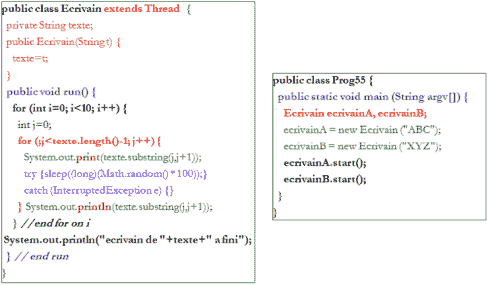 public class Ecrivain extends Thread {
private String texte;
public Ecrivain(String t) {
texte=t;
}
public void run() {
for (int i=0; i<10; i++) {
int j=0;
for (;j<texte.length()-1; j++) {
System.out.print(texte.substring(j,j+1));
try {sleep((long)(Math.random() * 100));}
catch (InterruptedException e) {}
} System.out.println(texte.substring(j,j+1));
} //end for on i
System.out.println("ecrivain de "+texte+" a fini");
} // end run
}
public class Prog55 {
public static void main (String argv[]) {
Ecrivain ecrivainA, ecrivainB;
ecrivainA = new Ecrivain ("ABC");
ecrivainB = new Ecrivain ("XYZ");
ecrivainA.start();
ecrivainB.start();
}
}